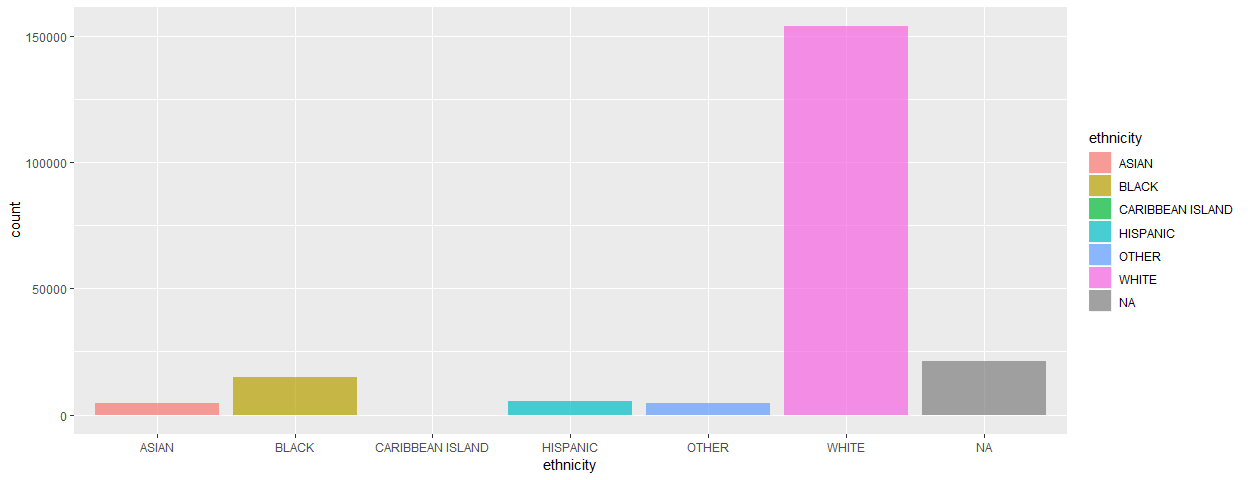 150000
100000
50000
0
count
ASIAN
BLACK
CARIBBEAN ISLAND
HISPANIC
OTHER
WHITE
NA
ethnicity
ethnicity
ASIAN
BLACK
CARIBBEAN ISLAND
HISPANIC
OTHER
WHITE
NA